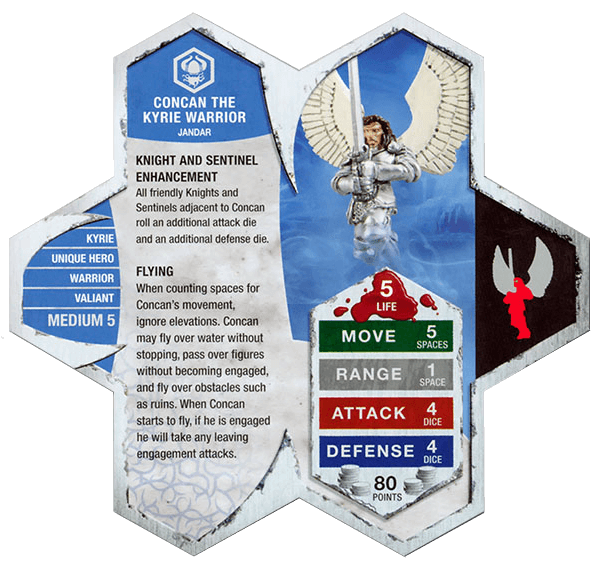 CONCAN THE
KYRIE WARRIOR
JANDAR
KNIGHT AND SENTINEL
ENHANCEMENT
All friendly Knights and
Sentinels adjacent to Concan
roll an additional attack die
and an additional defense die.
FLYING
When counting spaces for
Concan's movement,
ignore elevations. Concan
may fly over water without
stopping, pass over figures
without becoming engaged,
and fly over obstacles such
as ruins. When Concan
starts to fly, if he is engaged
he will take any leaving
engagement attacks.
KYRIE
UNIQUE HERO
WARRIOR
VALIANT
MEDIUM 5
5
LIFE
MOVE 5
SPACES
RANGE 1
SPACE
ATTACK 4
DICE
DEFENSE 4
DICE
80
POINTS